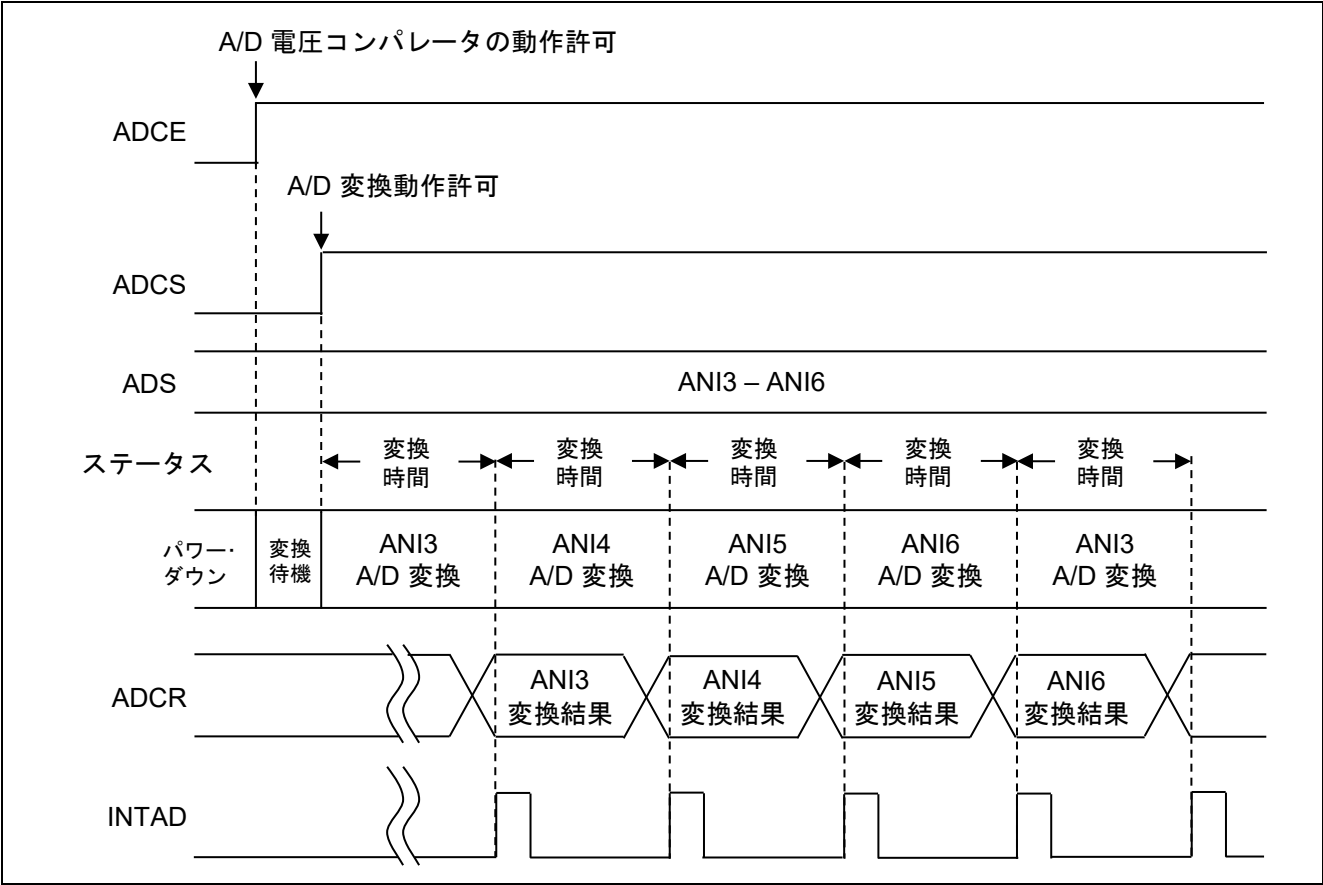 A/D 電圧コンパレータの動作許可
ADCE
A/D 変換動作許可
ADCS
ADS
ANI3 – ANI6
ステータス
変換
時間
変換
時間
変換
時間
変換
時間
変換
時間
パワー・
ダウン
変換
待機
ANI3
A/D 変換
ANI4
A/D 変換
ANI5
A/D 変換
ANI6
A/D 変換
ANI3
A/D 変換
ADCR
ANI3
変換結果
ANI4
変換結果
ANI5
変換結果
ANI6
変換結果
INTAD